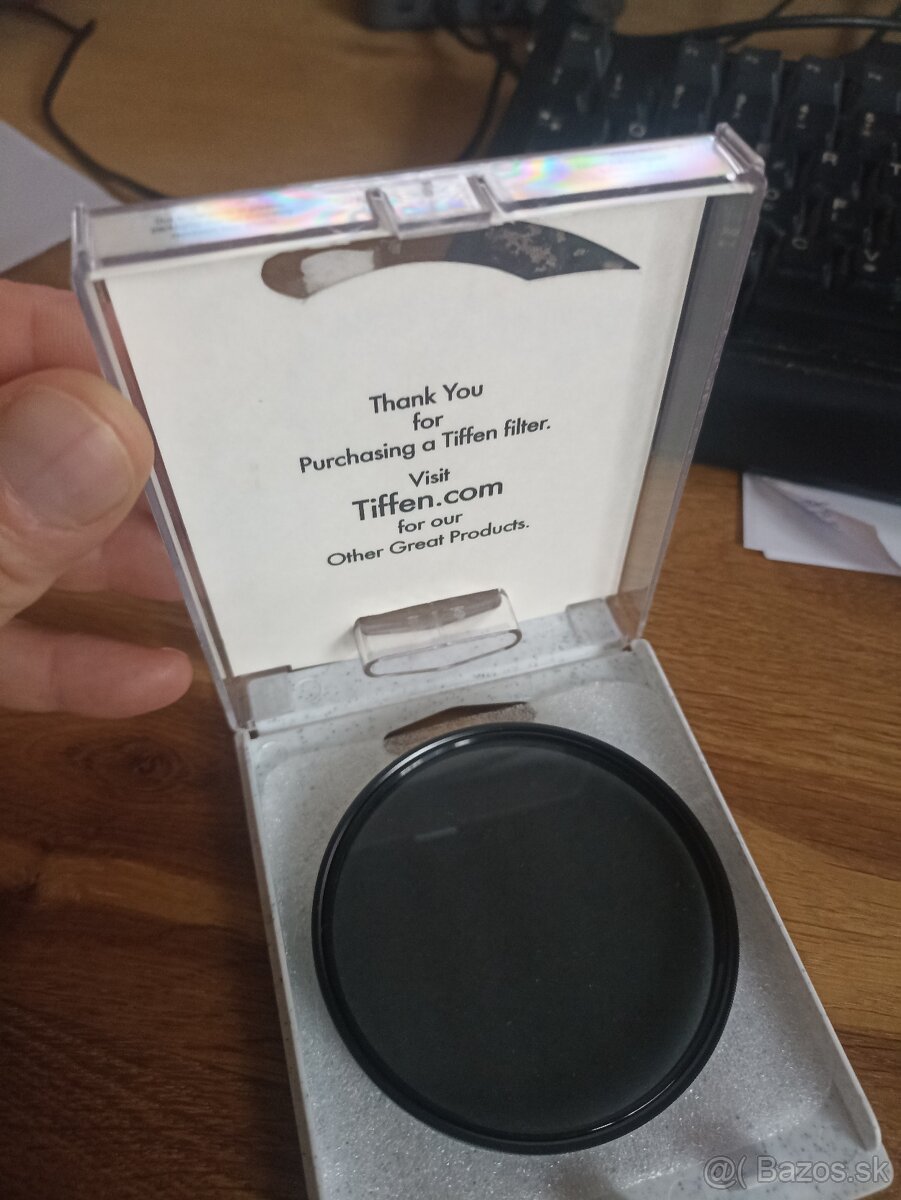 Thank You
for
Purchasing a Tiffen filter.
Visit
Tiffen.com
for our
Other Great Products.
@( Bazos.sk